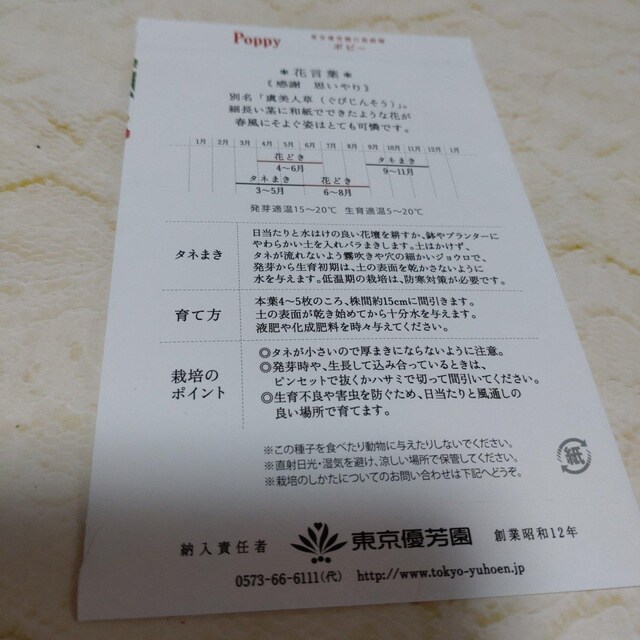 Poppy
ポピー
＊花言葉＊
《感謝 思いやり》
別名「虞美人草（ぐびじんそう）」。
細長い茎に和紙でできたような花が
春風にそよぐ姿はとても可憐です。
1月 2月 3月 4月 5月 6月 7月 8月 9月 10月 11月 12月 1月
花どき タネまき
4〜6月 9〜11月
タネまき 花どき
3〜5月 6〜8月
発芽適温15〜20℃ 生育適温5〜20℃
タネまき
日当たりと水はけの良い花壇を耕すか、鉢やプランターに
やわらかい土を入れバラまきします。土はかけず、
タネが流れないよう霧吹きや穴の細かいジョウロで、
発芽から生育初期は、土の表面を乾かさないように
水を与えます。低温期の栽培は、防寒対策が必要です。
育て方
本葉4〜5枚のころ、株間約15cmに間引きます。
土の表面が乾き始めてから十分水を与えます。
液肥や化成肥料を時々与えてください。
栽培の
ポイント
◎タネが小さいので厚まきにならないように注意。
◎発芽時や、生長して込み合っているときは、
ピンセットで抜くかハサミで切って間引いてください。
◎生育不良や害虫を防ぐため、日当たりと風通しの
良い場所で育てます。
※この種子を食べたり動物に与えたりしないでください。
※直射日光・湿気を避け、涼しい場所で保管してください。
※栽培のしかたについてのお問い合わせは下記へどうぞ。
紙
納入責任者 東京優芳園 創業昭和12年
0573-66-6111(代) http://www.tokyo-yuhoen.jp